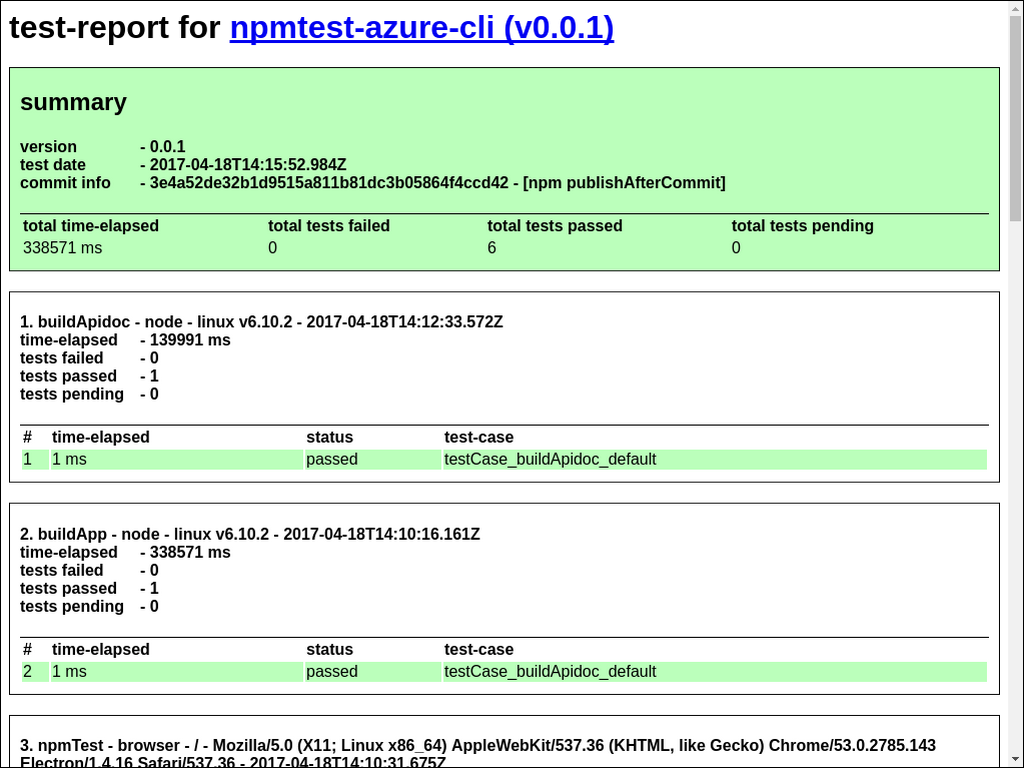 test-report for npmtest-azure-cli (v0.0.1)
summary
version - 0.0.1
test date - 2017-04-18T14:15:52.984Z
commit info - 3e4a52de32b1d9515a811b81dc3b05864f4ccd42 - [npm publishAfterCommit]
total time-elapsed total tests failed total tests passed total tests pending
338571 ms 0 6 0
1. buildApidoc - node - linux v6.10.2 - 2017-04-18T14:12:33.572Z
time-elapsed - 139991 ms
tests failed - 0
tests passed - 1
tests pending - 0
# time-elapsed status test-case
1 1 ms passed testCase_buildApidoc_default
2. buildApp - node - linux v6.10.2 - 2017-04-18T14:10:16.161Z
time-elapsed - 338571 ms
tests failed - 0
tests passed - 1
tests pending - 0
# time-elapsed status test-case
2 1 ms passed testCase_buildApidoc_default
3. npmTest - browser - / - Mozilla/5.0 (X11; Linux x86_64) AppleWebKit/537.36 (KHTML, like Gecko) Chrome/53.0.2785.143
Electron/1.4.16 Safari/537.36 - 2017-04-18T14:10:31.675Z